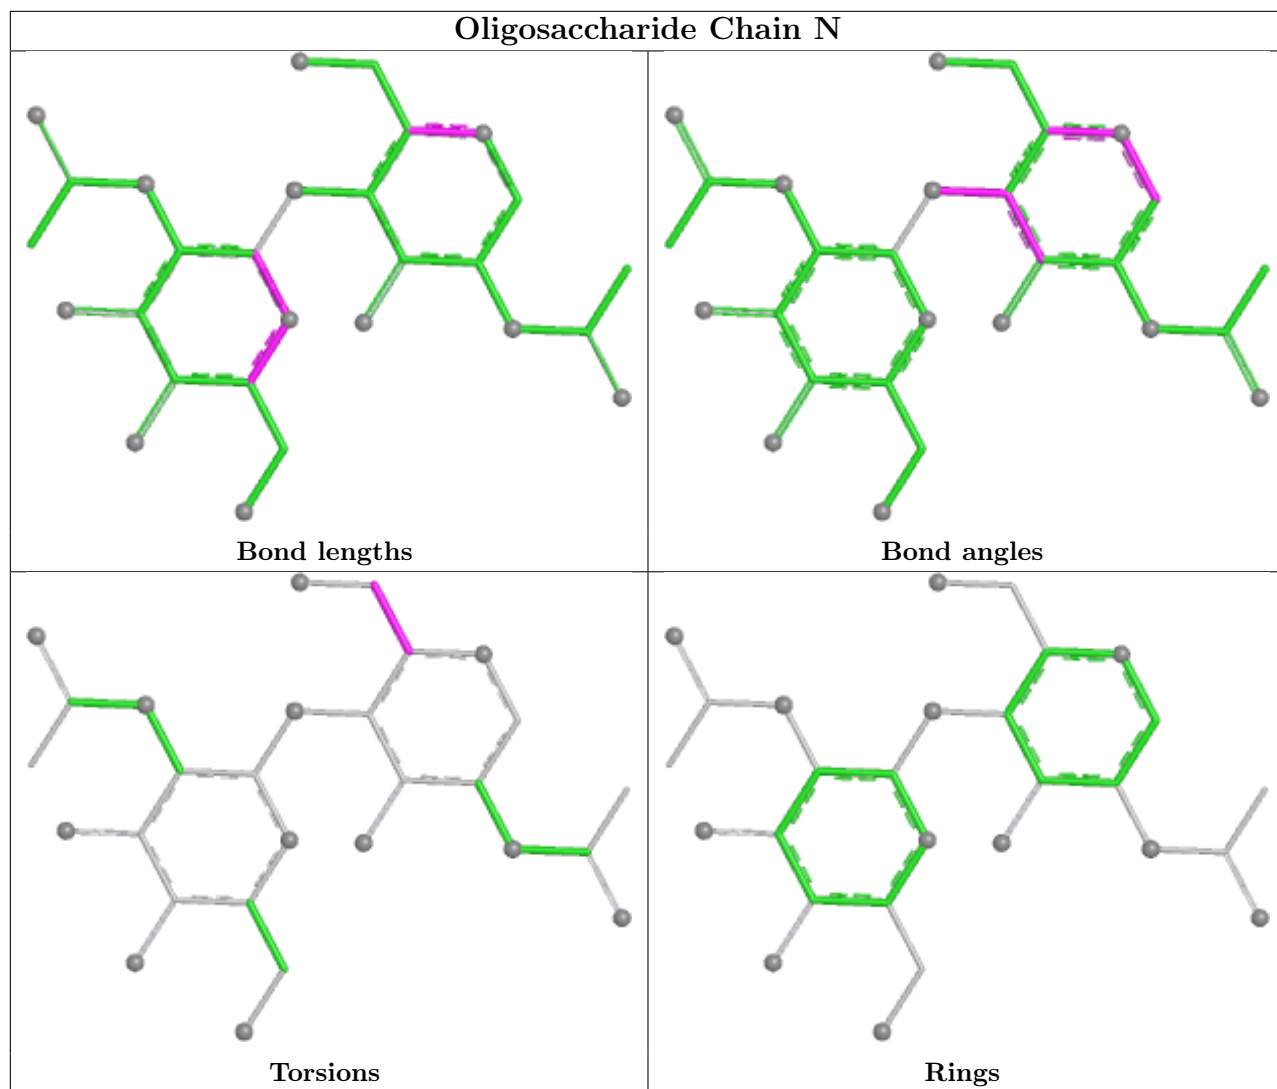 Oligosaccharide Chain N
Bond lengths
Bond angles
Torsions
Rings